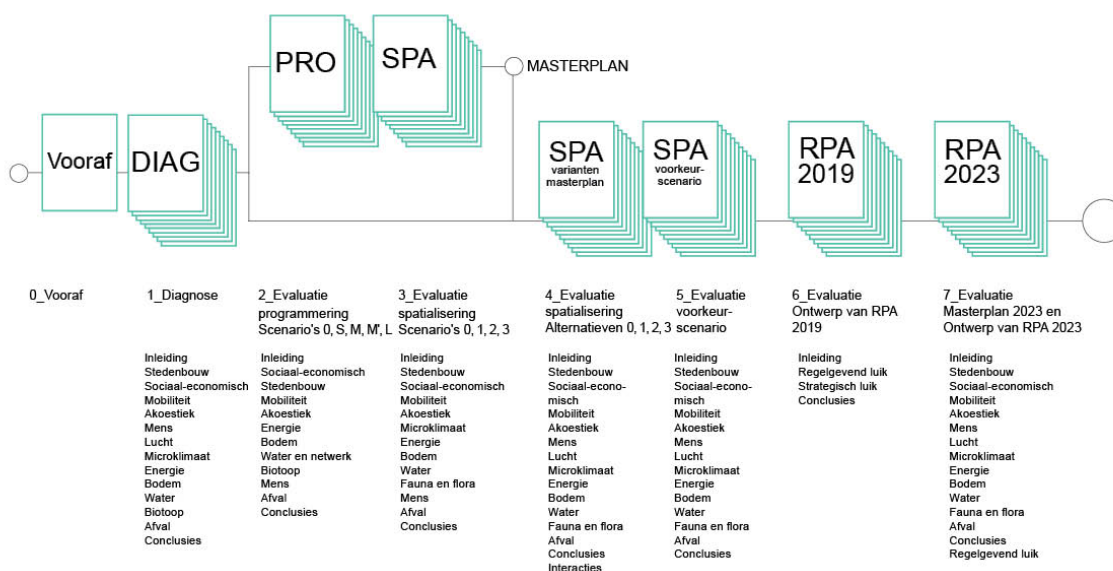 PRO
SPA
MASTERPLAN
Vooraf
DIAG
SPA
varianten
masterplan
SPA
voorkeur-
scenario
RPA
2019
RPA
2023
0_Vooraf
1_Diagnose
Inleiding
Stedenbouw
Sociaal-economisch
Mobiliteit
Akoestiek
Mens
Lucht
Microklimaat
Energie
Bodem
Water
Biotoop
Afval
Conclusies
2_Evaluatie
programmering
Scenario's 0, S, M, M', L
Inleiding
Sociaal-economisch
Stedenbouw
Mobiliteit
Akoestiek
Energie
Bodem
Water en netwerk
Biotoop
Mens
Afval
Conclusies
3_Evaluatie
spatialisering
Scenario's 0, 1, 2, 3
Inleiding
Stedenbouw
Sociaal-economisch
Mobiliteit
Akoestiek
Microklimaat
Energie
Bodem
Water
Fauna en flora
Mens
Afval
Conclusies
4_Evaluatie
spatialisering
Alternatieven 0, 1, 2, 3
Inleiding
Stedenbouw
Sociaal-econo-
misch
Mobiliteit
Akoestiek
Mens
Lucht
Microklimaat
Energie
Bodem
Water
Fauna en flora
Afval
Conclusies
Interacties
5_Evaluatie
voorkeur-
scenario
Inleiding
Stedenbouw
Sociaal-econo-
misch
Mobiliteit
Akoestiek
Mens
Lucht
Microklimaat
Energie
Bodem
Water
Fauna en flora
Afval
Conclusies
6_Evaluatie
Ontwerp van RPA
2019
Inleiding
Regelgevend luik
Strategisch luik
Conclusies
7_Evaluatie
Masterplan 2023 en
Ontwerp van RPA 2023
Inleiding
Stedenbouw
Sociaal-economisch
Mobiliteit
Akoestiek
Mens
Lucht
Microklimaat
Energie
Bodem
Water
Fauna en flora
Afval
Conclusies
Regelgevend luik